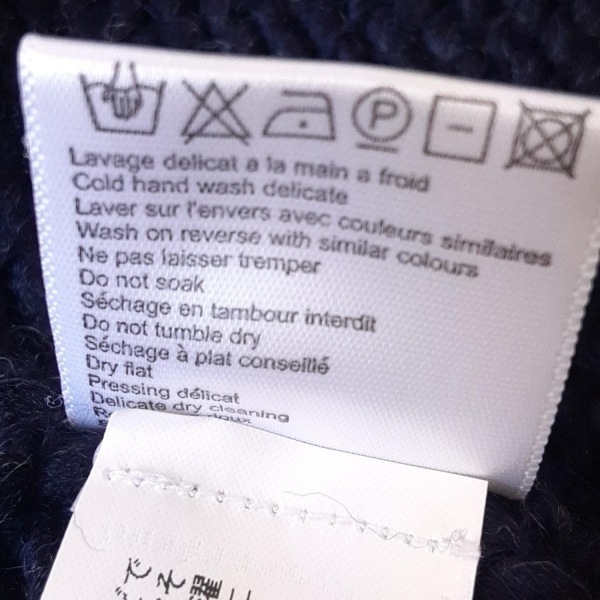 P
Lavage delicat a la main a froid
Cold hand wash delicate
Laver sur l'envers avec couleurs similaires
Wash on reverse with similar colours
Ne pas laisser tremper
Do not soak
Séchage en tambour interdit
Do not tumble dry
Séchage à plat conseillé
Dry flat
Pressing délicat
Delicate dry cleaning